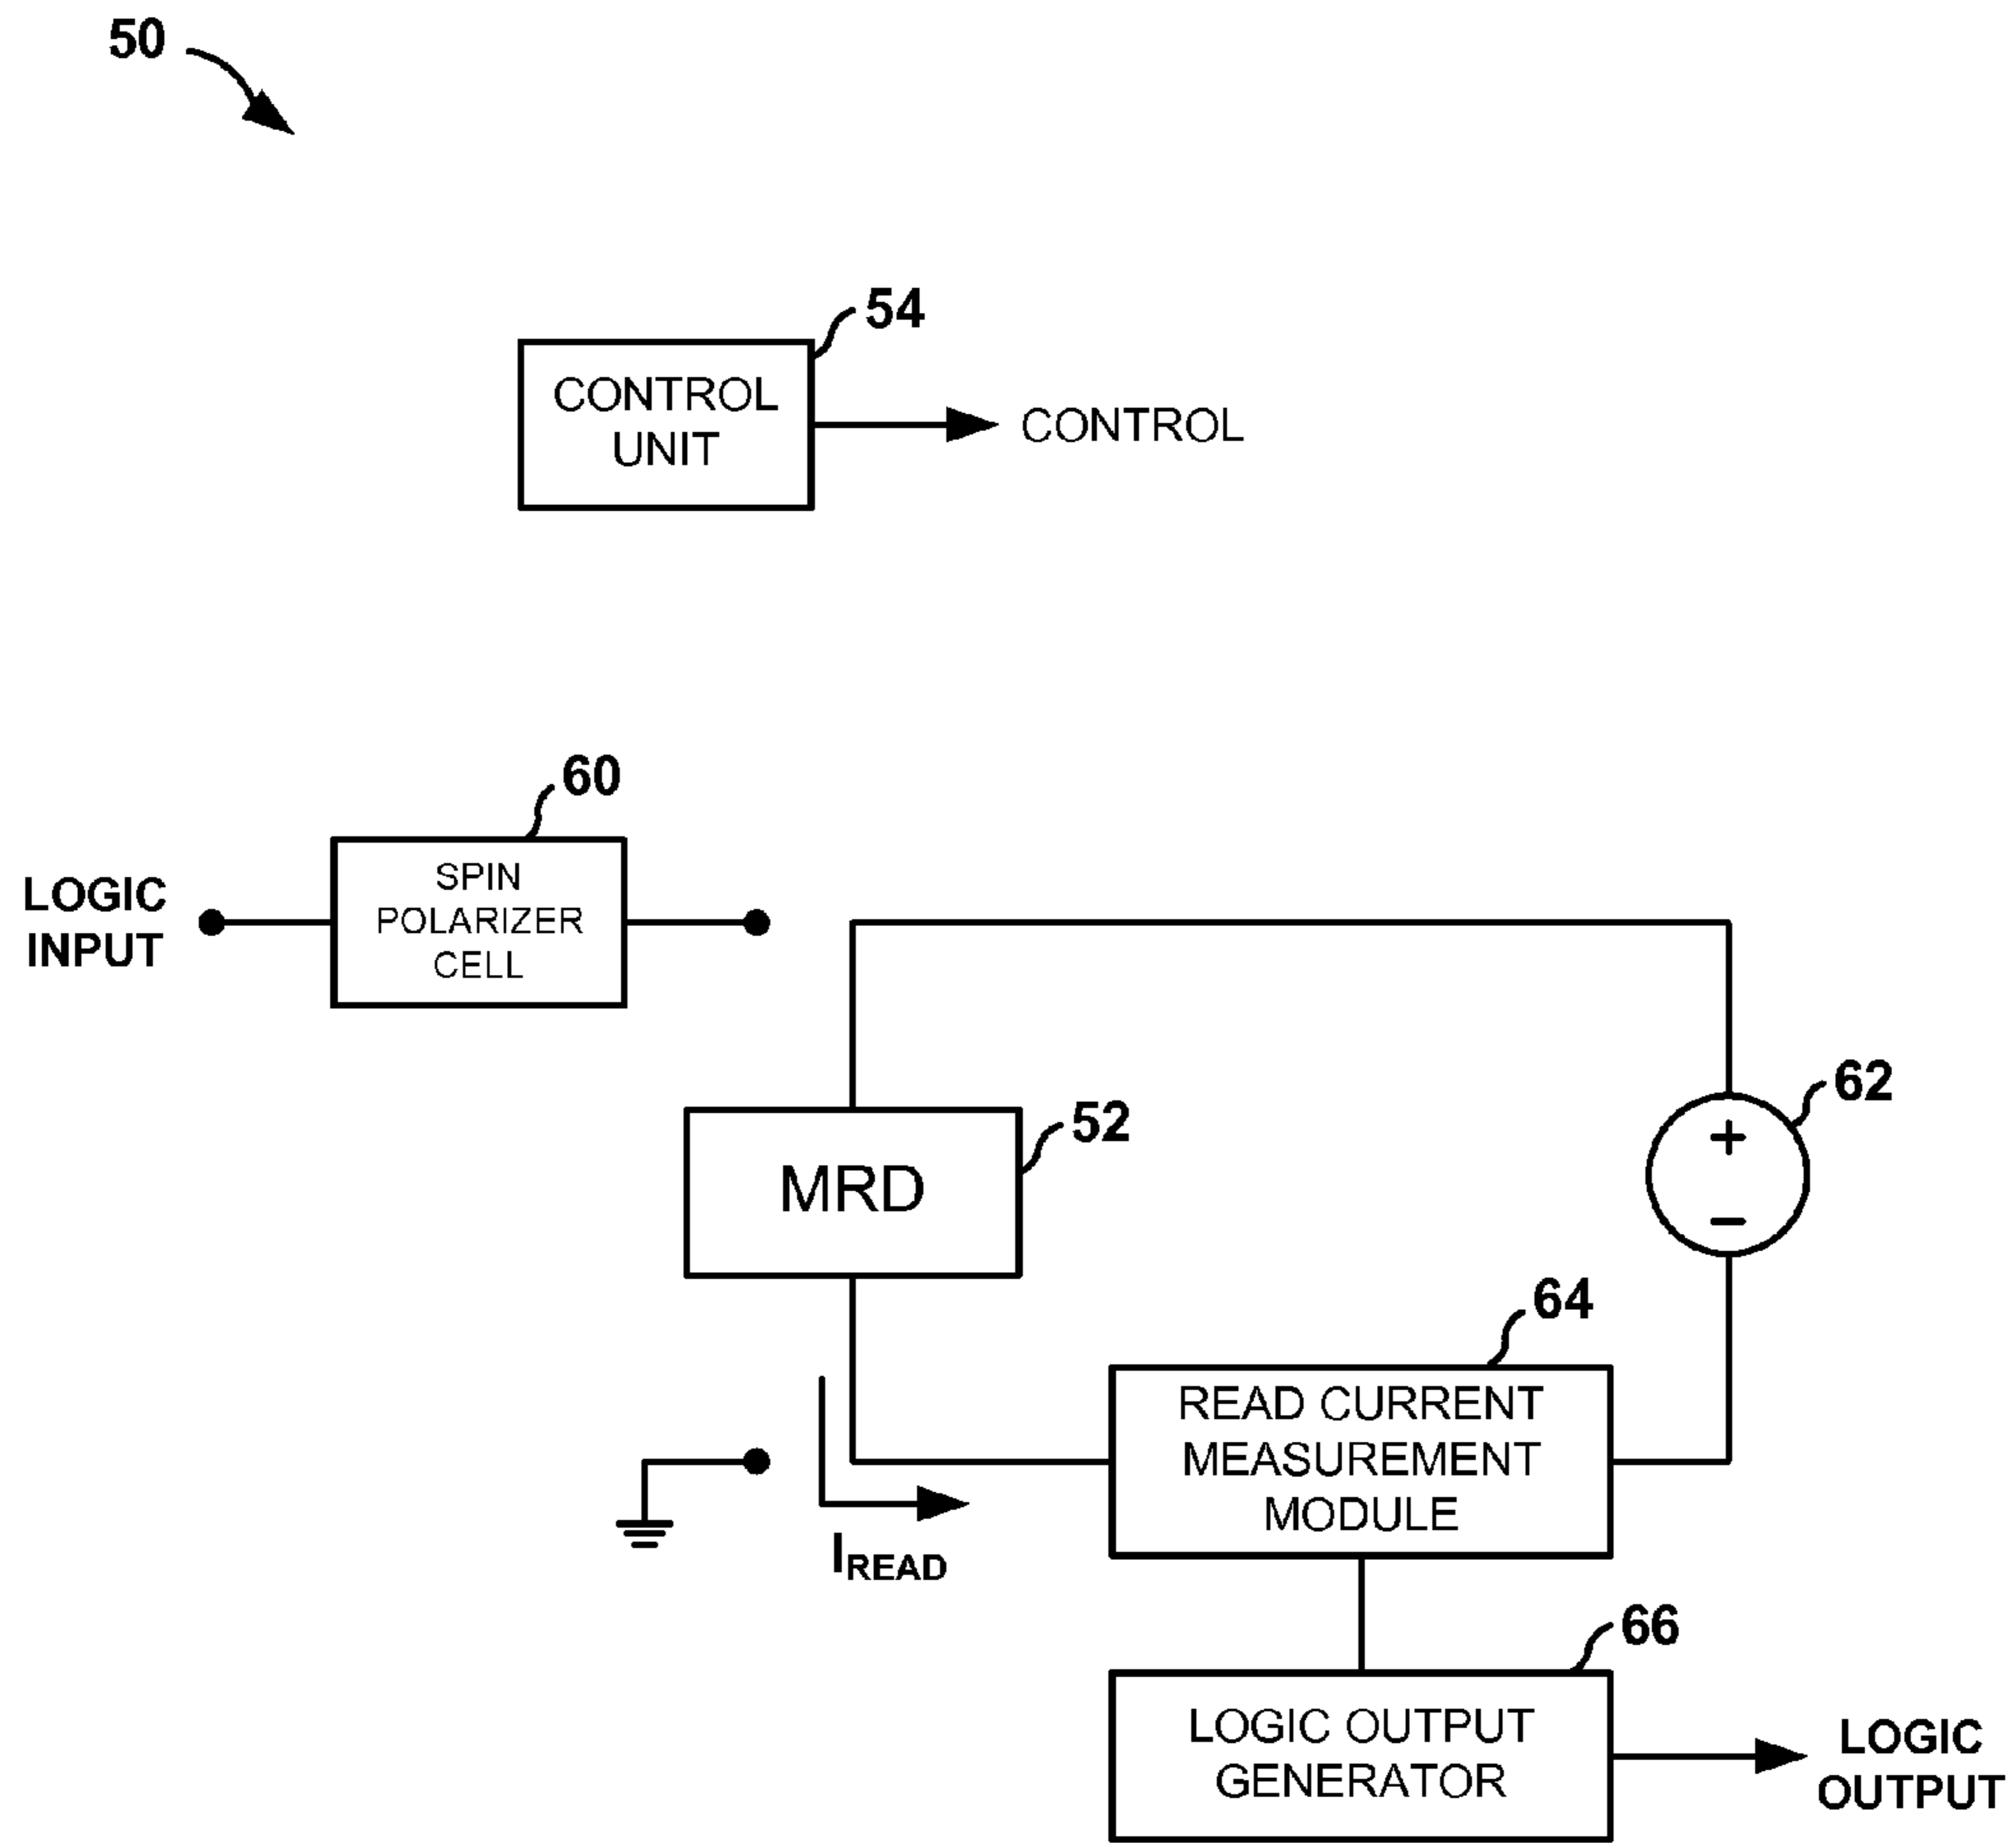 50
54
CONTROL
UNIT
CONTROL
60
LOGIC
INPUT
SPIN
POLARIZER
CELL
52
MRD
62
+
−
64
READ CURRENT
MEASUREMENT
MODULE
IREAD
66
LOGIC OUTPUT
GENERATOR
LOGIC
OUTPUT